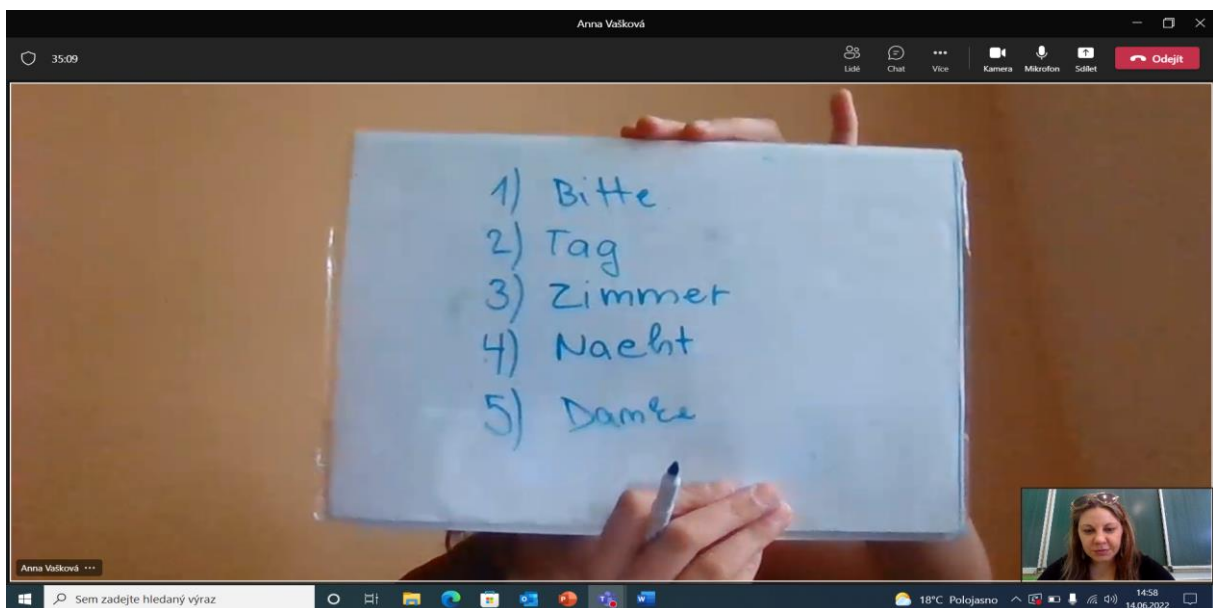 Anna Vašková
35:09
Lidé Chat Více Kamera Mikrofon Sdílet Odejít
1) Bitte
2) Tag
3) Zimmer
4) Nacht
5) Danke
Anna Vašková
Sem zadejte hledaný výraz
18°C Polojasno
14:58
14.06.2022